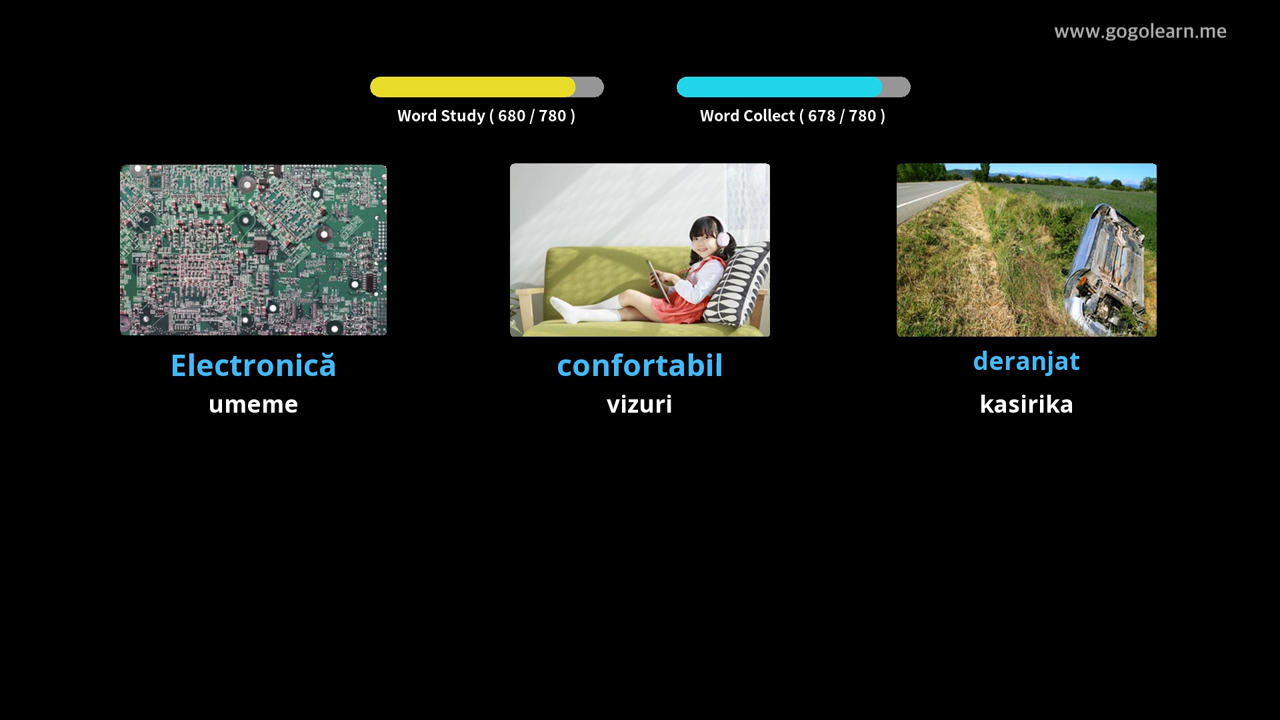 www.gogolearn.me
Word Study ( 680 / 780 )
Word Collect ( 678 / 780 )
Electronică
umeme
confortabil
vizuri
deranjat
kasirika